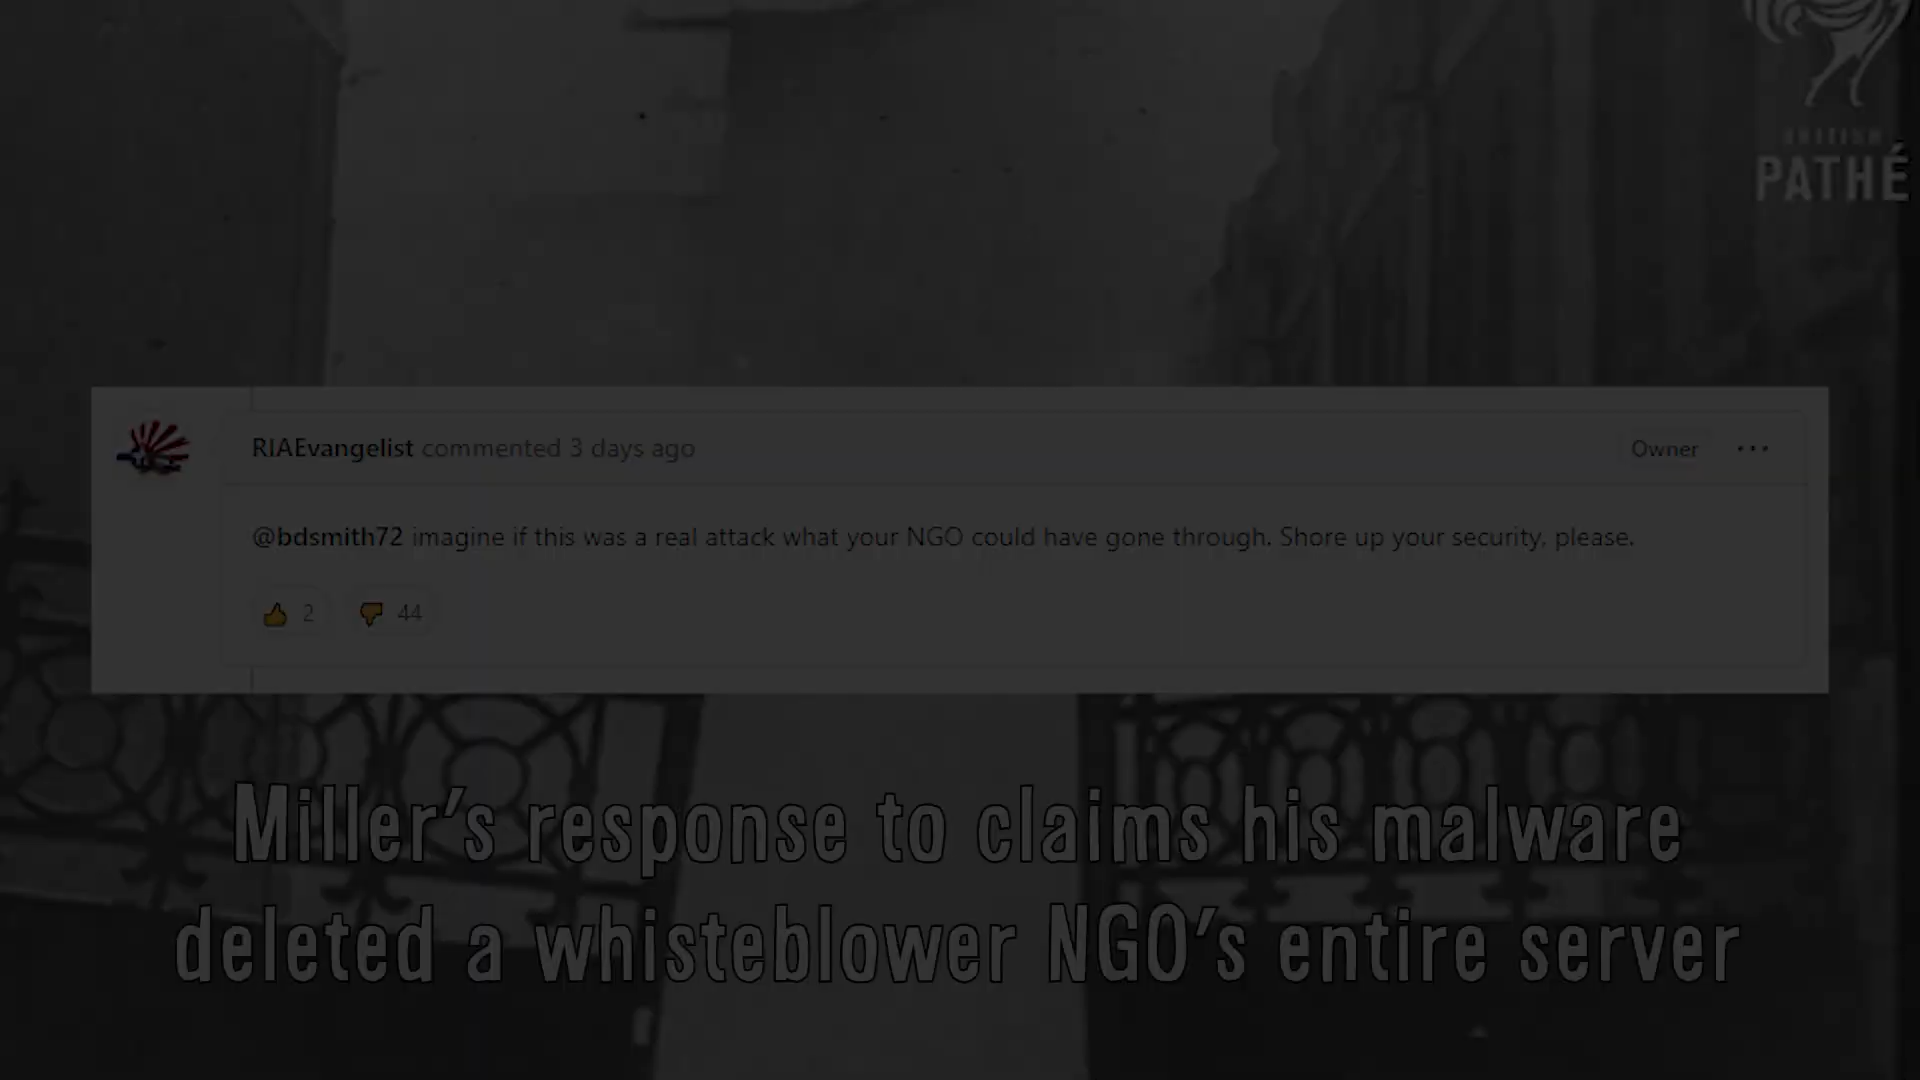 BRITISH
PATHÉ
RIAEvangelist commented 3 days ago
Owner
@bdsmith72 imagine if this was a real attack what your NGO could have gone through. Shore up your security, please.
2
44
Miller's response to claims his malware
deleted a whisteblower NGO's entire server